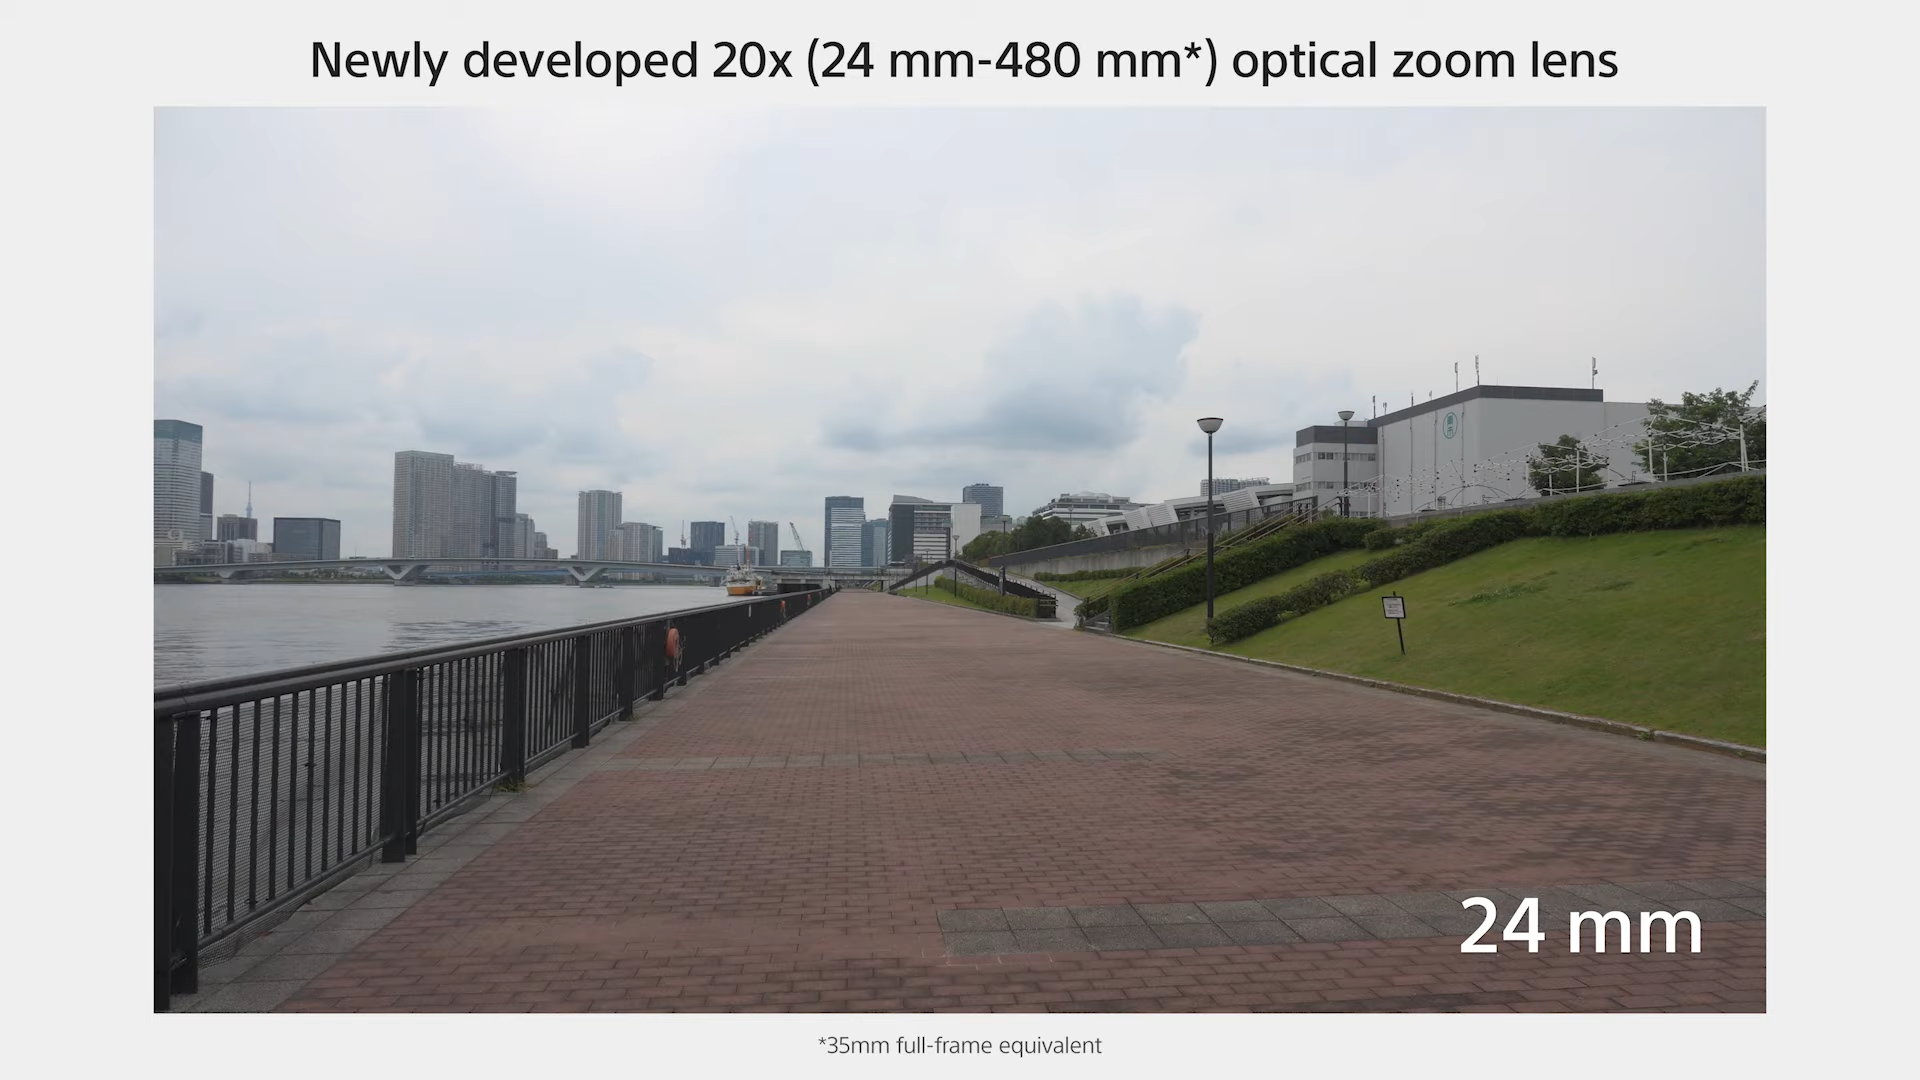 Newly developed 20x (24 mm-480 mm*) optical zoom lens
24 mm
*35mm full-frame equivalent